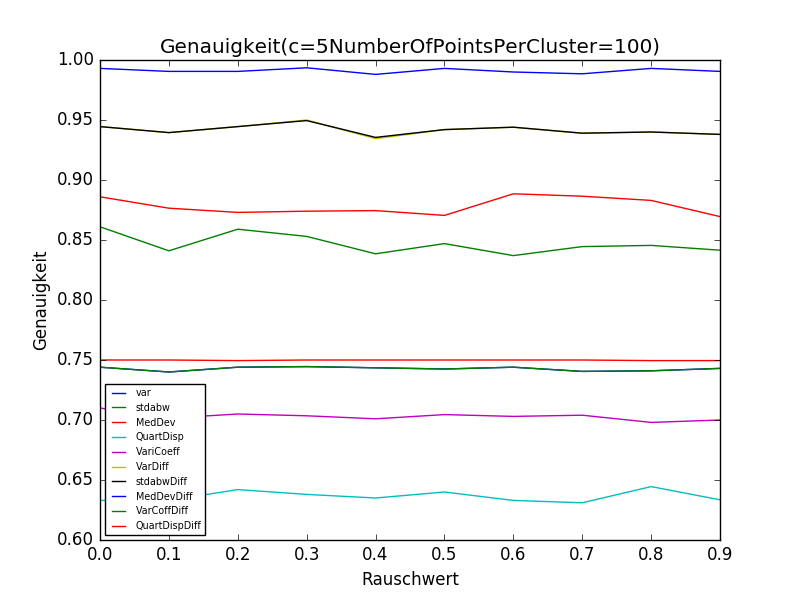 Genauigkeit(c=5NumberOfPointsPerCluster=100)
1.00
0.95
0.90
0.85
0.80
0.75
0.70
0.65
0.60
Genauigkeit
var
stdabw
MedDev
QuartDisp
VariCoeff
VarDiff
stdabwDiff
MedDevDiff
VarCoffDiff
QuartDispDiff
0.0 0.1 0.2 0.3 0.4 0.5 0.6 0.7 0.8 0.9
Rauschwert